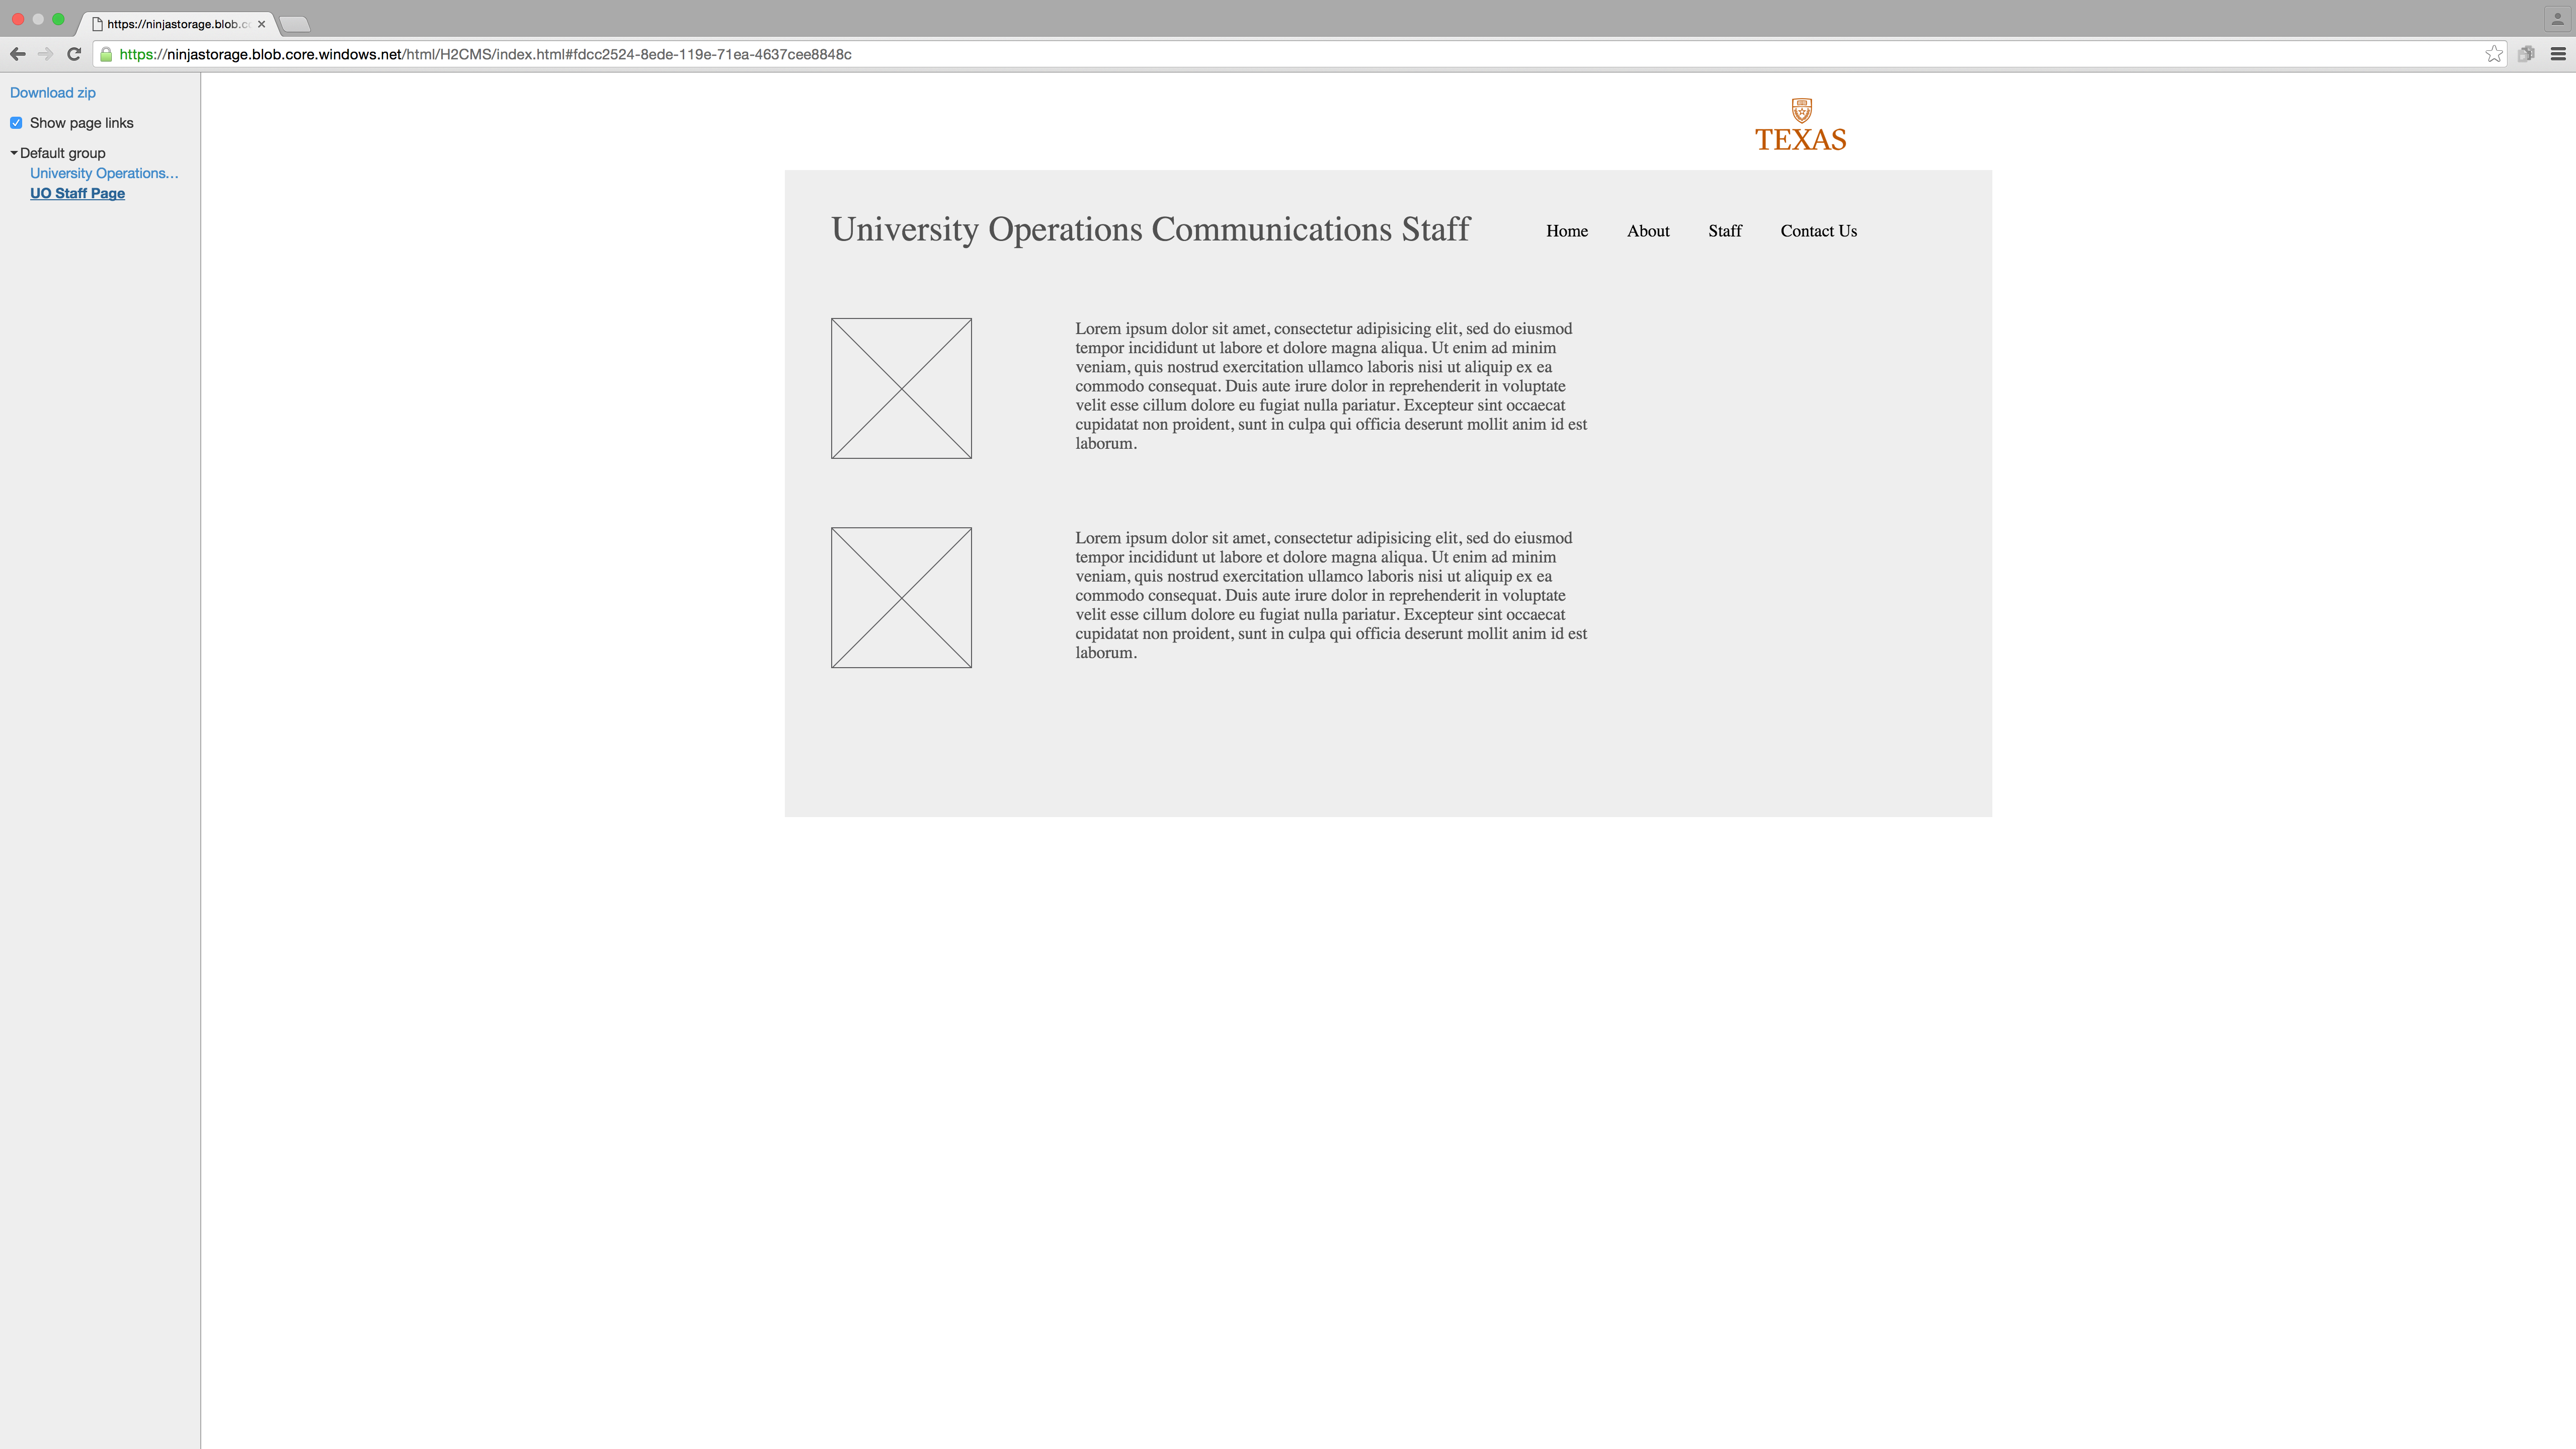 https://ninjastorage.blob.c
https://ninjastorage.blob.core.windows.net/html/H2CMS/index.html#fdcc2524-8ede-119e-71ea-4637cee8848c
Download zip
Show page links
Default group
University Operations...
UO Staff Page
TEXAS
University Operations Communications Staff
Home About Staff Contact Us
Lorem ipsum dolor sit amet, consectetur adipisicing elit, sed do eiusmod
tempor incididunt ut labore et dolore magna aliqua. Ut enim ad minim
veniam, quis nostrud exercitation ullamco laboris nisi ut aliquip ex ea
commodo consequat. Duis aute irure dolor in reprehenderit in voluptate
velit esse cillum dolore eu fugiat nulla pariatur. Excepteur sint occaecat
cupidatat non proident, sunt in culpa qui officia deserunt mollit anim id est
laborum.
Lorem ipsum dolor sit amet, consectetur adipisicing elit, sed do eiusmod
tempor incididunt ut labore et dolore magna aliqua. Ut enim ad minim
veniam, quis nostrud exercitation ullamco laboris nisi ut aliquip ex ea
commodo consequat. Duis aute irure dolor in reprehenderit in voluptate
velit esse cillum dolore eu fugiat nulla pariatur. Excepteur sint occaecat
cupidatat non proident, sunt in culpa qui officia deserunt mollit anim id est
laborum.